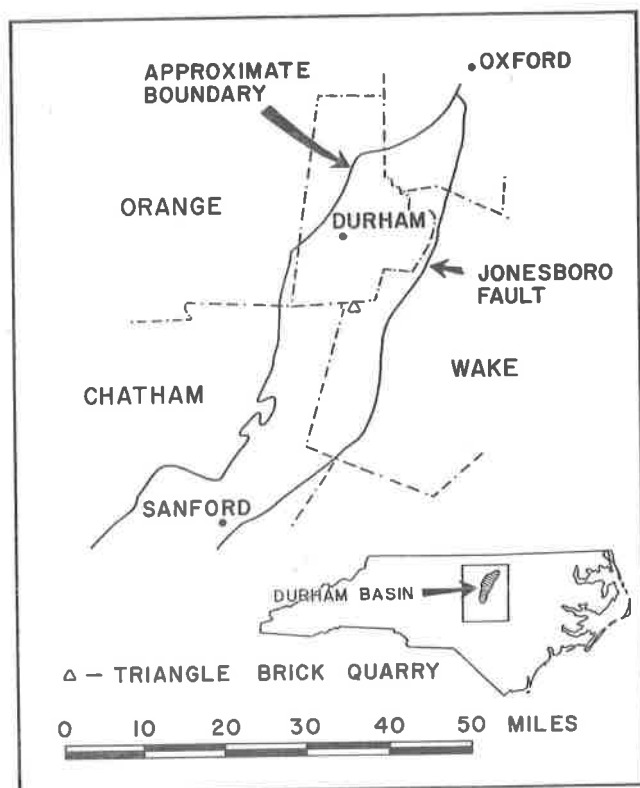 OXFORD
APPROXIMATE
BOUNDARY
ORANGE
DURHAM
JONESBORO
FAULT
WAKE
CHATHAM
SANFORD
DURHAM BASIN
△ – TRIANGLE BRICK QUARRY
0 10 20 30 40 50 MILES